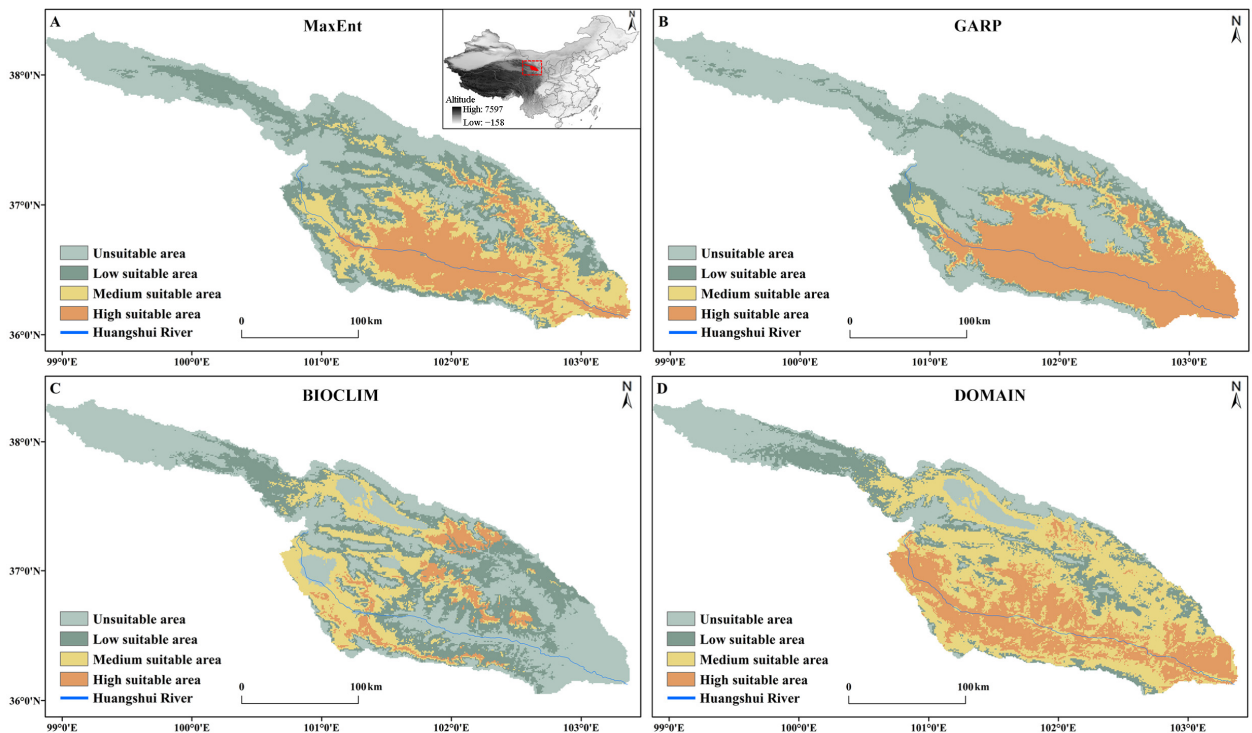 A
MaxEnt
N
Altitude
High: 7597
Low: −158
38°0'N
37°0'N
36°0'N
Unsuitable area
Low suitable area
Medium suitable area
High suitable area
Huangshui River
0 100km
99°0'E 100°0'E 101°0'E 102°0'E 103°0'E
B
GARP
N
Unsuitable area
Low suitable area
Medium suitable area
High suitable area
Huangshui River
0 100km
99°0'E 100°0'E 101°0'E 102°0'E 103°0'E
C
BIOCLIM
N
38°0'N
37°0'N
36°0'N
Unsuitable area
Low suitable area
Medium suitable area
High suitable area
Huangshui River
0 100km
99°0'E 100°0'E 101°0'E 102°0'E 103°0'E
D
DOMAIN
N
Unsuitable area
Low suitable area
Medium suitable area
High suitable area
Huangshui River
0 100km
99°0'E 100°0'E 101°0'E 102°0'E 103°0'E